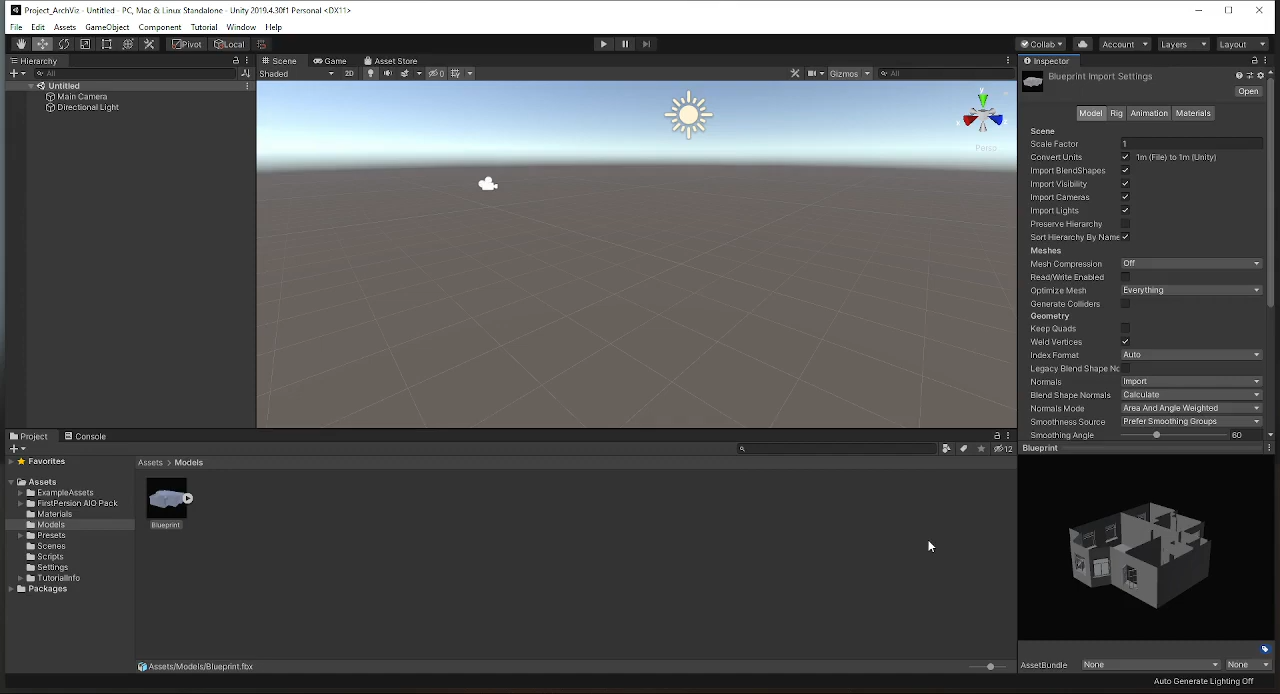 Project_ArchViz - Untitled - PC, Mac & Linux Standalone - Unity 2019.4.30f1 Personal <DX11>
File Edit Assets GameObject Component Tutorial Window Help
Pivot Local Collab Account Layers Layout
Hierarchy
All
Untitled
Main Camera
Directional Light
Scene Game Asset Store
Shaded 2D 0 Gizmos All
y
Persp
Inspector
Blueprint Import Settings
Open
Model Rig Animation Materials
Scene
Scale Factor 1
Convert Units 1m (File) to 1m (Unity)
Import BlendShapes
Import Visibility
Import Cameras
Import Lights
Preserve Hierarchy
Sort Hierarchy By Name
Meshes
Mesh Compression Off
Read/Write Enabled
Optimize Mesh Everything
Generate Colliders
Geometry
Keep Quads
Weld Vertices
Index Format Auto
Legacy Blend Shape No
Normals Import
Blend Shape Normals Calculate
Normals Mode Area And Angle Weighted
Smoothness Source Prefer Smoothing Groups
Smoothing Angle 60
Project Console
12
Favorites
Assets
ExampleAssets
FirstPersion AIO Pack
Materials
Models
Presets
Scenes
Scripts
Settings
TutorialInfo
Packages
Assets > Models
Blueprint
Assets/Models/Blueprint.fbx
Blueprint
AssetBundle None None
Auto Generate Lighting Off